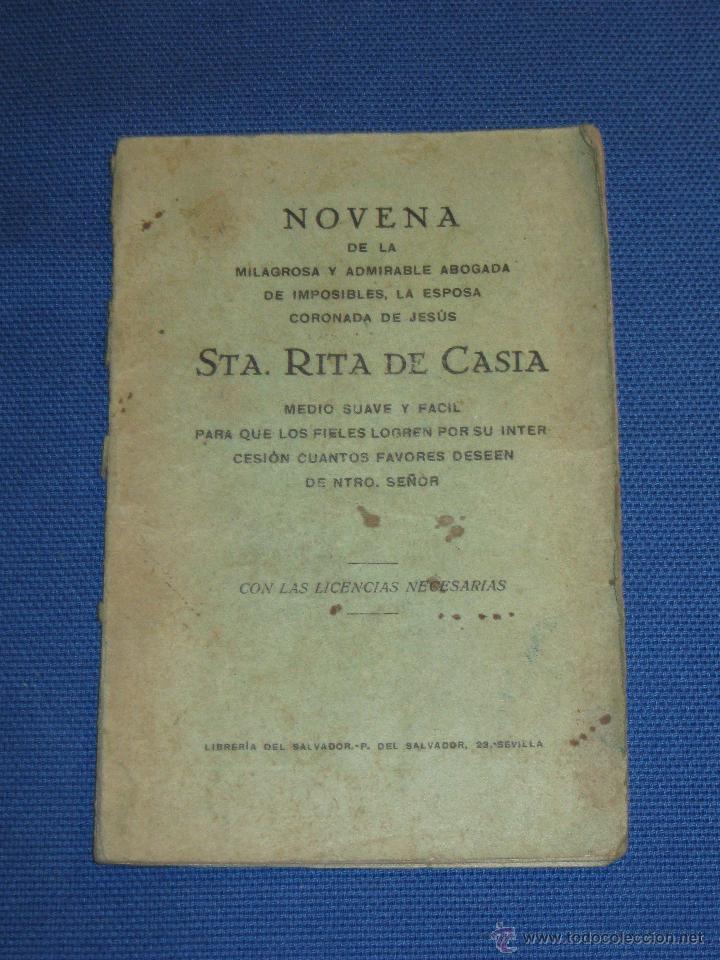 NOVENA
DE LA
MILAGROSA Y ADMIRABLE ABOGADA
DE IMPOSIBLES, LA ESPOSA
CORONADA DE JESÚS
STA. RITA DE CASIA
MEDIO SUAVE Y FACIL
PARA QUE LOS FIELES LOGREN POR SU INTER
CESIÓN CUANTOS FAVORES DESEEN
DE NTRO. SEÑOR
CON LAS LICENCIAS NECESARIAS
LIBRERÍA DEL SALVADOR.-P. DEL SALVADOR, 23.-SEVILLA
www.todocoleccion.net